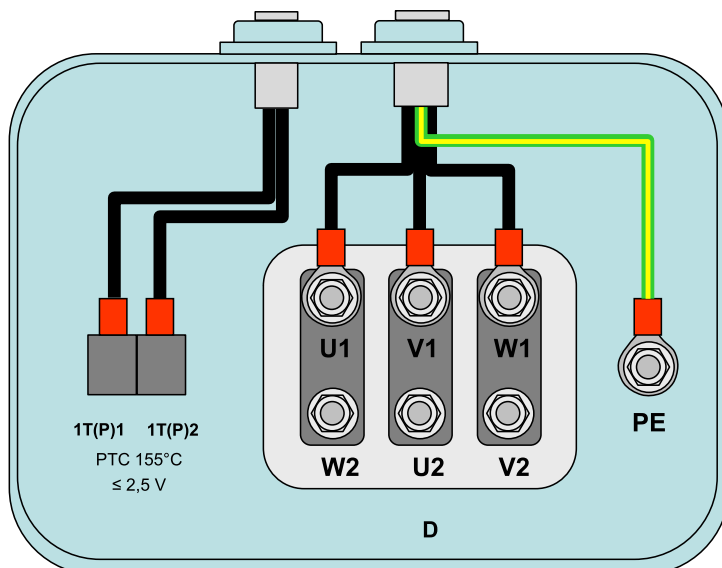 U1 V1 W1
1T(P)1 1T(P)2
PTC 155°C
≤ 2,5 V
W2 U2 V2
PE
D